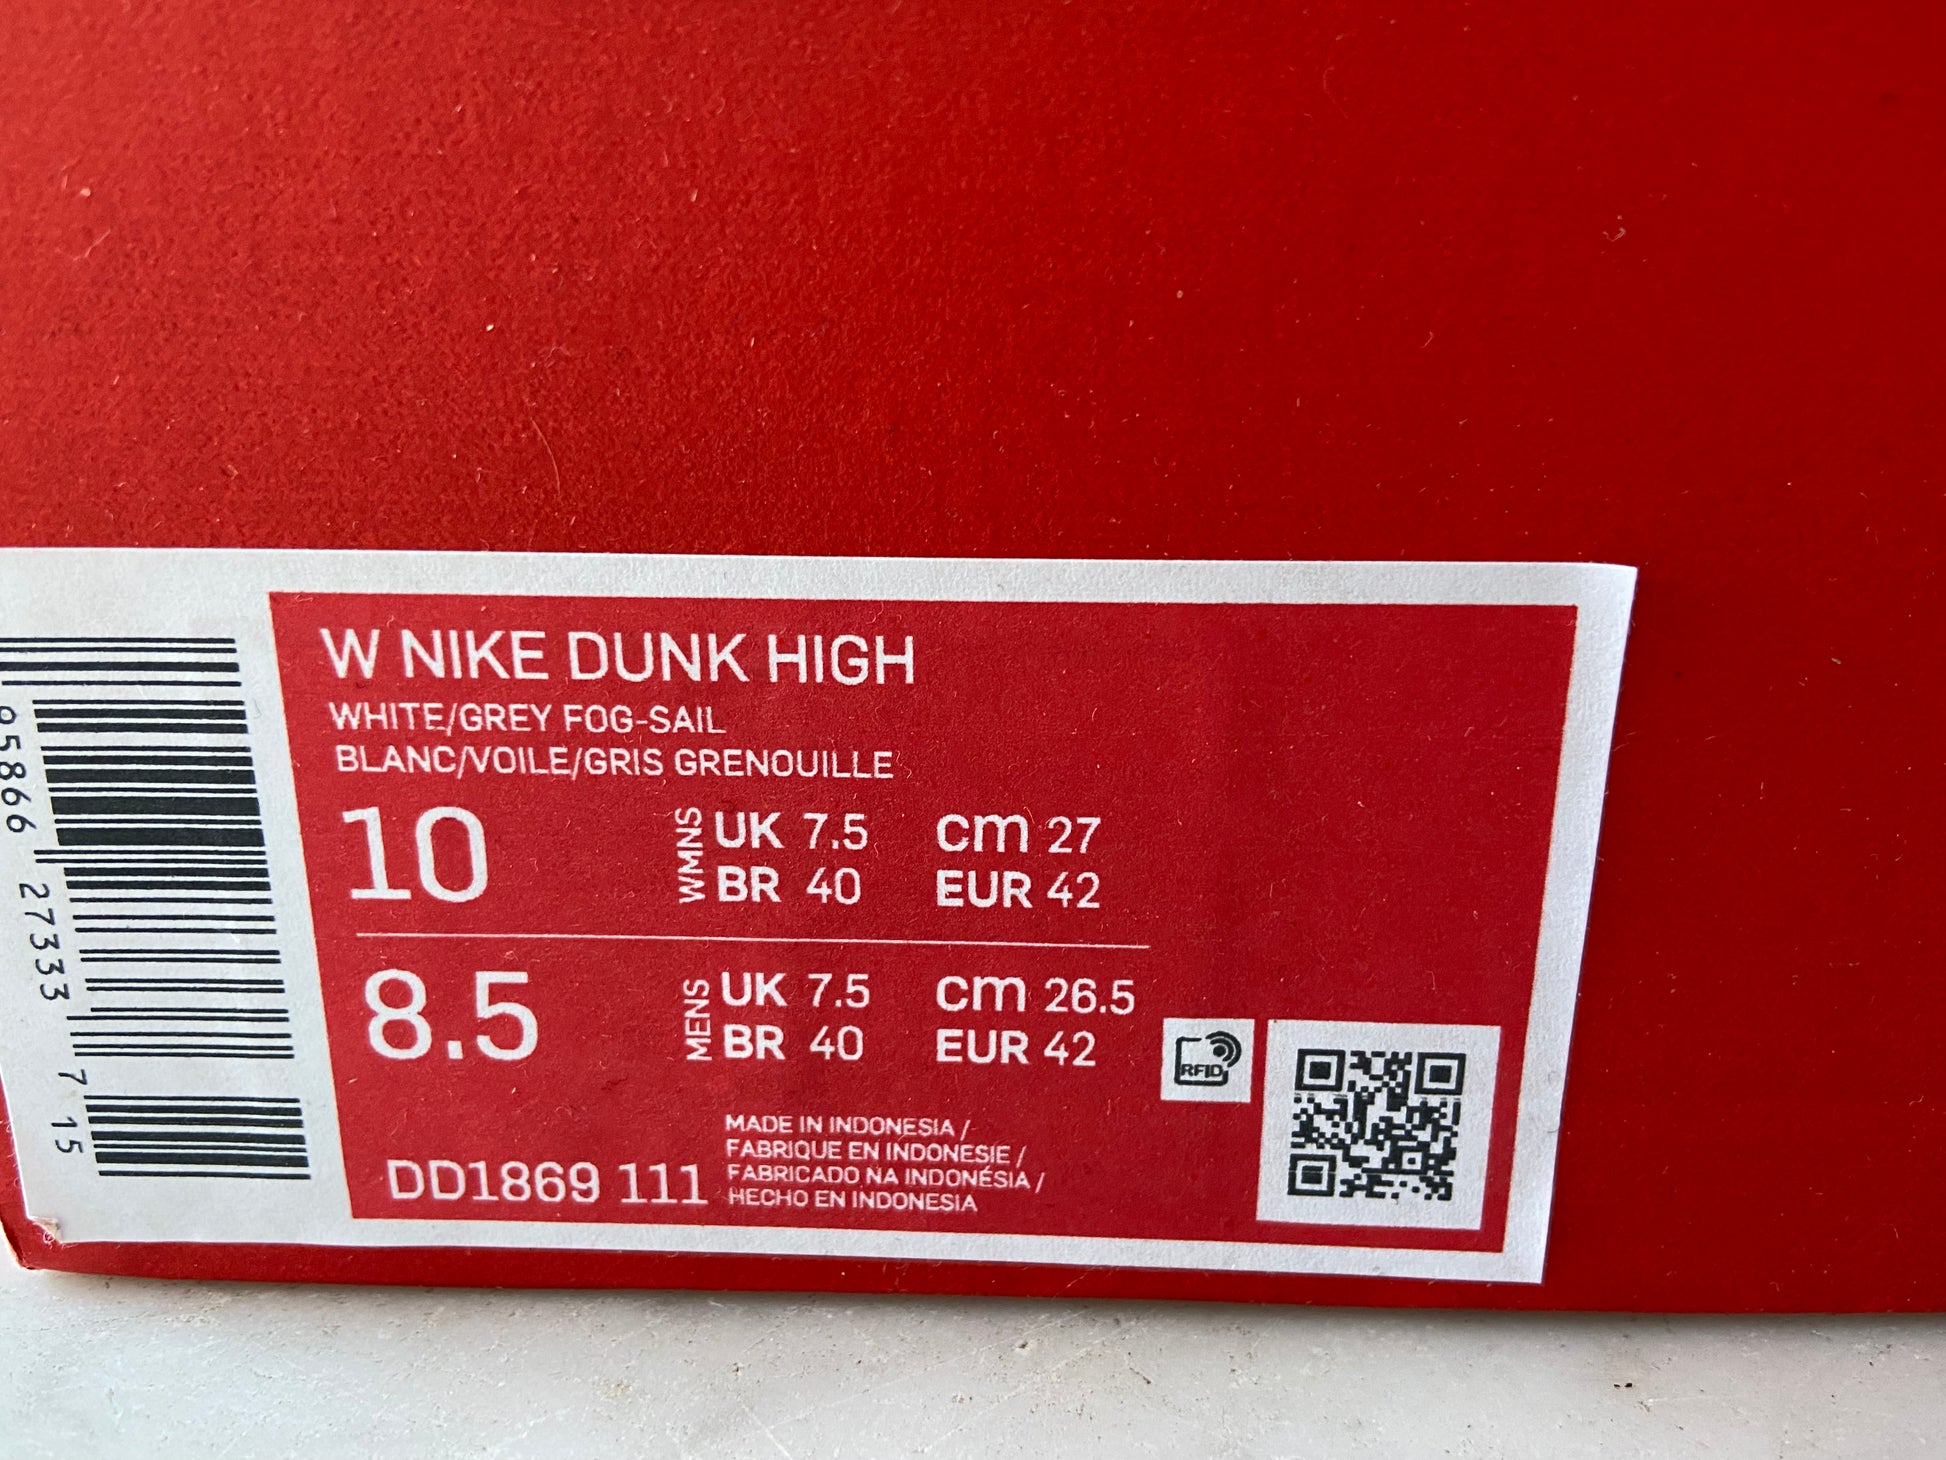 W NIKE DUNK HIGH
WHITE/GREY FOG-SAIL
BLANC/VOILE/GRIS GRENOUILLE
10
WMNS
UK 7.5 cm 27
BR 40 EUR 42
8.5
MENS
UK 7.5 cm 26.5
BR 40 EUR 42
DD1869 111
MADE IN INDONESIA /
FABRIQUE EN INDONESIE /
FABRICADO NA INDONÉSIA /
HECHO EN INDONESIA
RFID
95866 27333 7 15